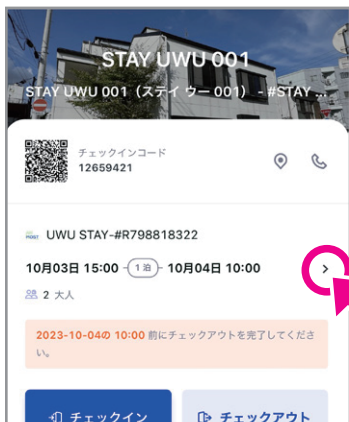 STAY UWU 001
STAY UWU 001（ステイ ウー 001） - #STAY ...
チェックインコード
12659421
UWU STAY-#R798818322
10月03日 15:00 1 泊 10月04日 10:00
2 大人
2023-10-04の 10:00 前にチェックアウトを完了してくださ
い。
チェックイン
チェックアウト